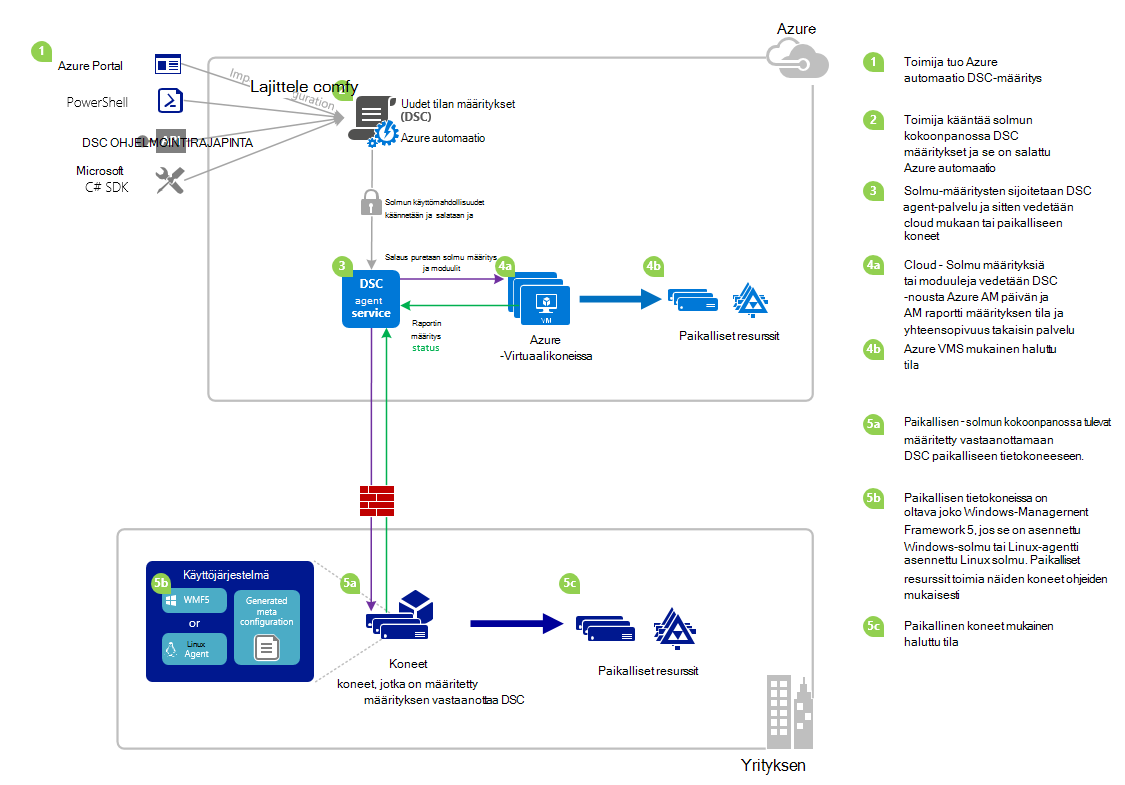 Azure
1
Azure Portal
PowerShell
DSC OHJELMOINTIRAJAPINTA
Microsoft
C# SDK
Imp
Lajittele comfy
guration
Uudet tilan määritykset
(DSC)
Azure automaatio
Solmun käyttömahdollisuudet
käännetään ja salataan ja
Salaus puretaan solmu määritys
ja moduulit
3
DSC
agent
service
Raportin
määritys
status
4a
VM
Azure
-Virtuaalikoneissa
4b
Paikalliset resurssit
5b
Käyttöjärjestelmä
WMF5
or
Linux
Agent
Generated
meta
configuration
5a
Koneet
koneet, jotka on määritetty
määrityksen vastaanottaa DSC
5c
Paikalliset resurssit
Yrityksen
1
Toimija tuo Azure
automaatio DSC-määritys
2
Toimija kääntää solmun
kokoonpanossa DSC
määritykset ja se on salattu
Azure automaatio
3
Solmu-määritysten sijoitetaan DSC
agent-palvelu ja sitten vedetään
cloud mukaan tai paikalliseen
koneet
4a
Cloud - Solmu määrityksiä
tai moduuleja vedetään DSC
-nousta Azure AM päivän ja
AM raportti määrityksen tila ja
yhteensopivuus takaisin palvelu
4b
Azure VMS mukainen haluttu
tila
5a
Paikallisen - solmun kokoonpanossa tulevat
määritetty vastaanottamaan
DSC paikalliseen tietokoneeseen.
5b
Paikallisen tietokoneissa on
oltava joko Windows-Managernent
Framework 5, jos se on asennettu
Windows-solmu tai Linux-agentti
asennettu Linux solmu. Paikalliset
resurssit toimia näiden koneet ohjeiden
mukaisesti
5c
Paikallinen koneet mukainen
haluttu tila